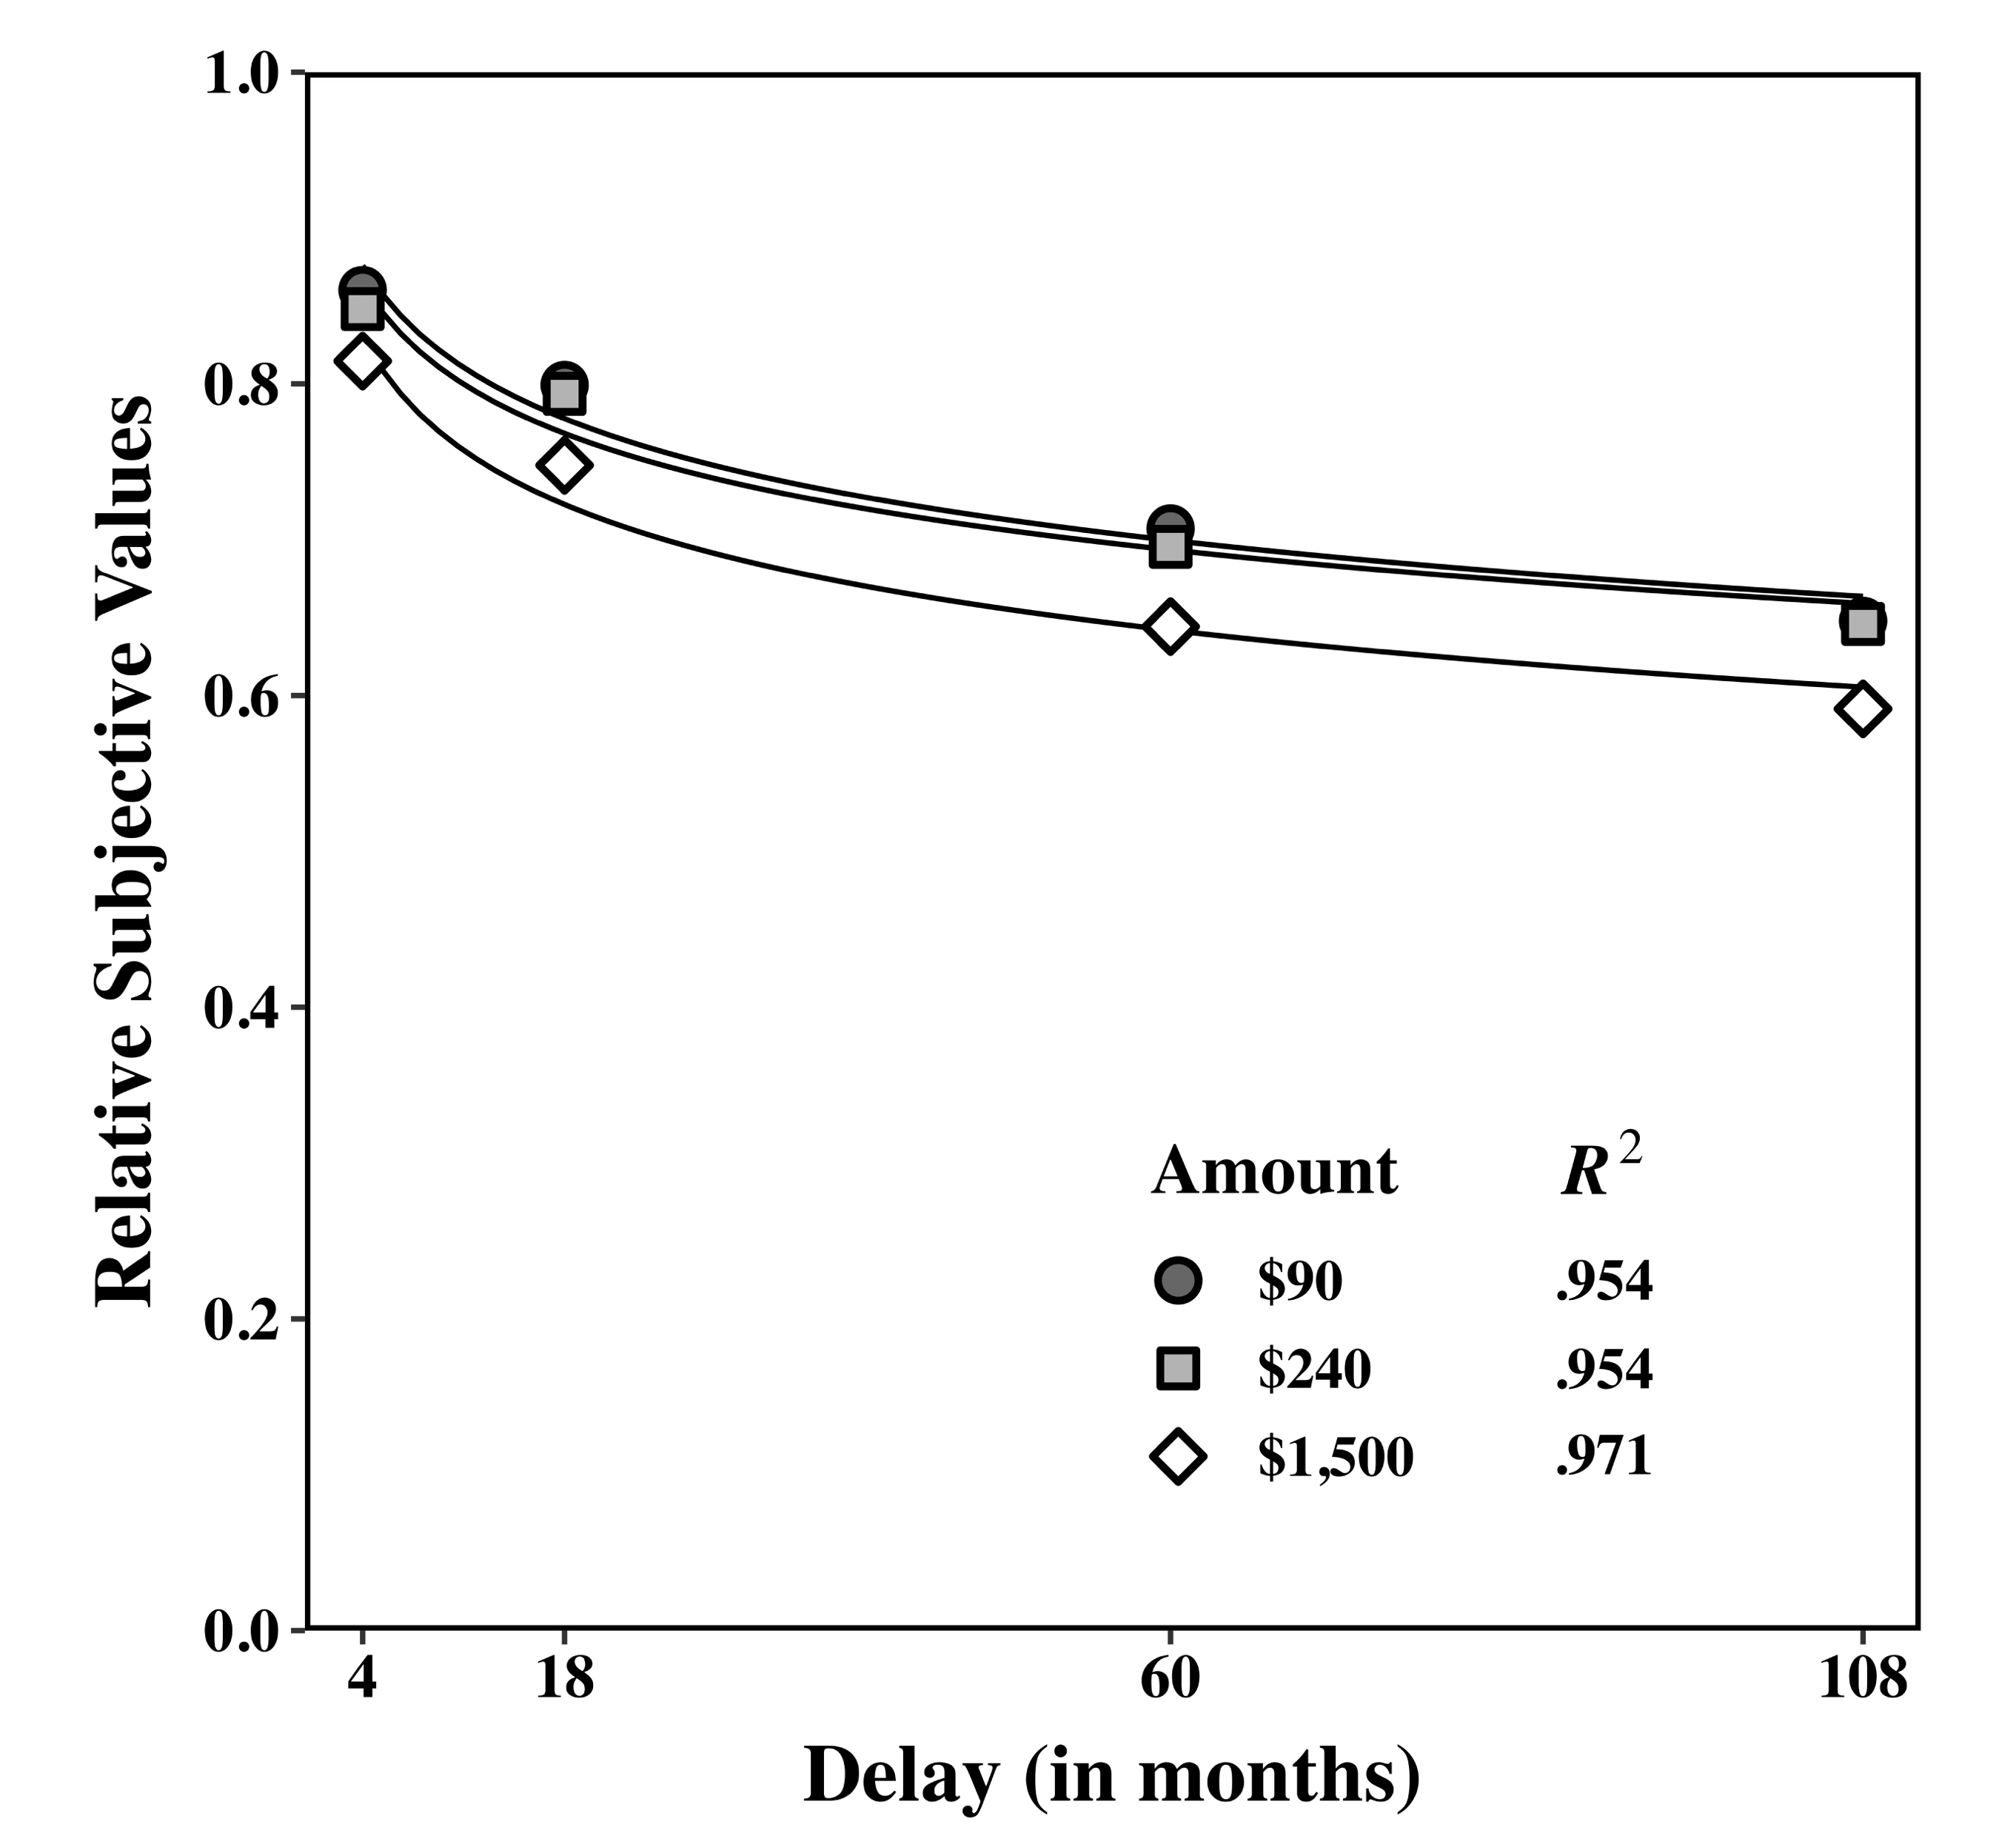 1.0
0.8
0.6
0.4
0.2
0.0
Relative Subjective Values
Amount R²
$90 .954
$240 .954
$1,500 .971
4 18 60 108
Delay (in months)